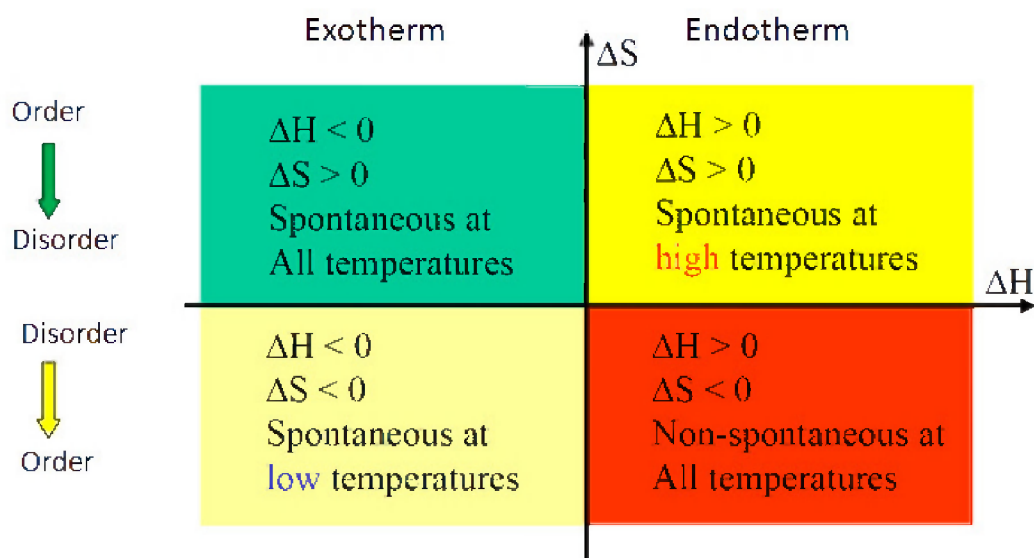 Exotherm
Endotherm
ΔS
Order
Disorder
ΔH < 0
ΔS > 0
Spontaneous at
All temperatures
ΔH > 0
ΔS > 0
Spontaneous at
high temperatures
ΔH
Disorder
Order
ΔH < 0
ΔS < 0
Spontaneous at
low temperatures
ΔH > 0
ΔS < 0
Non-spontaneous at
All temperatures